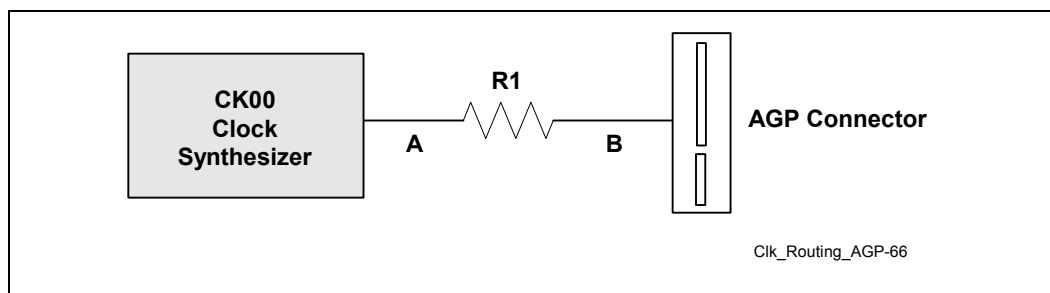 CK00
Clock
Synthesizer
R1
A
B
AGP Connector
Clk_Routing_AGP-66